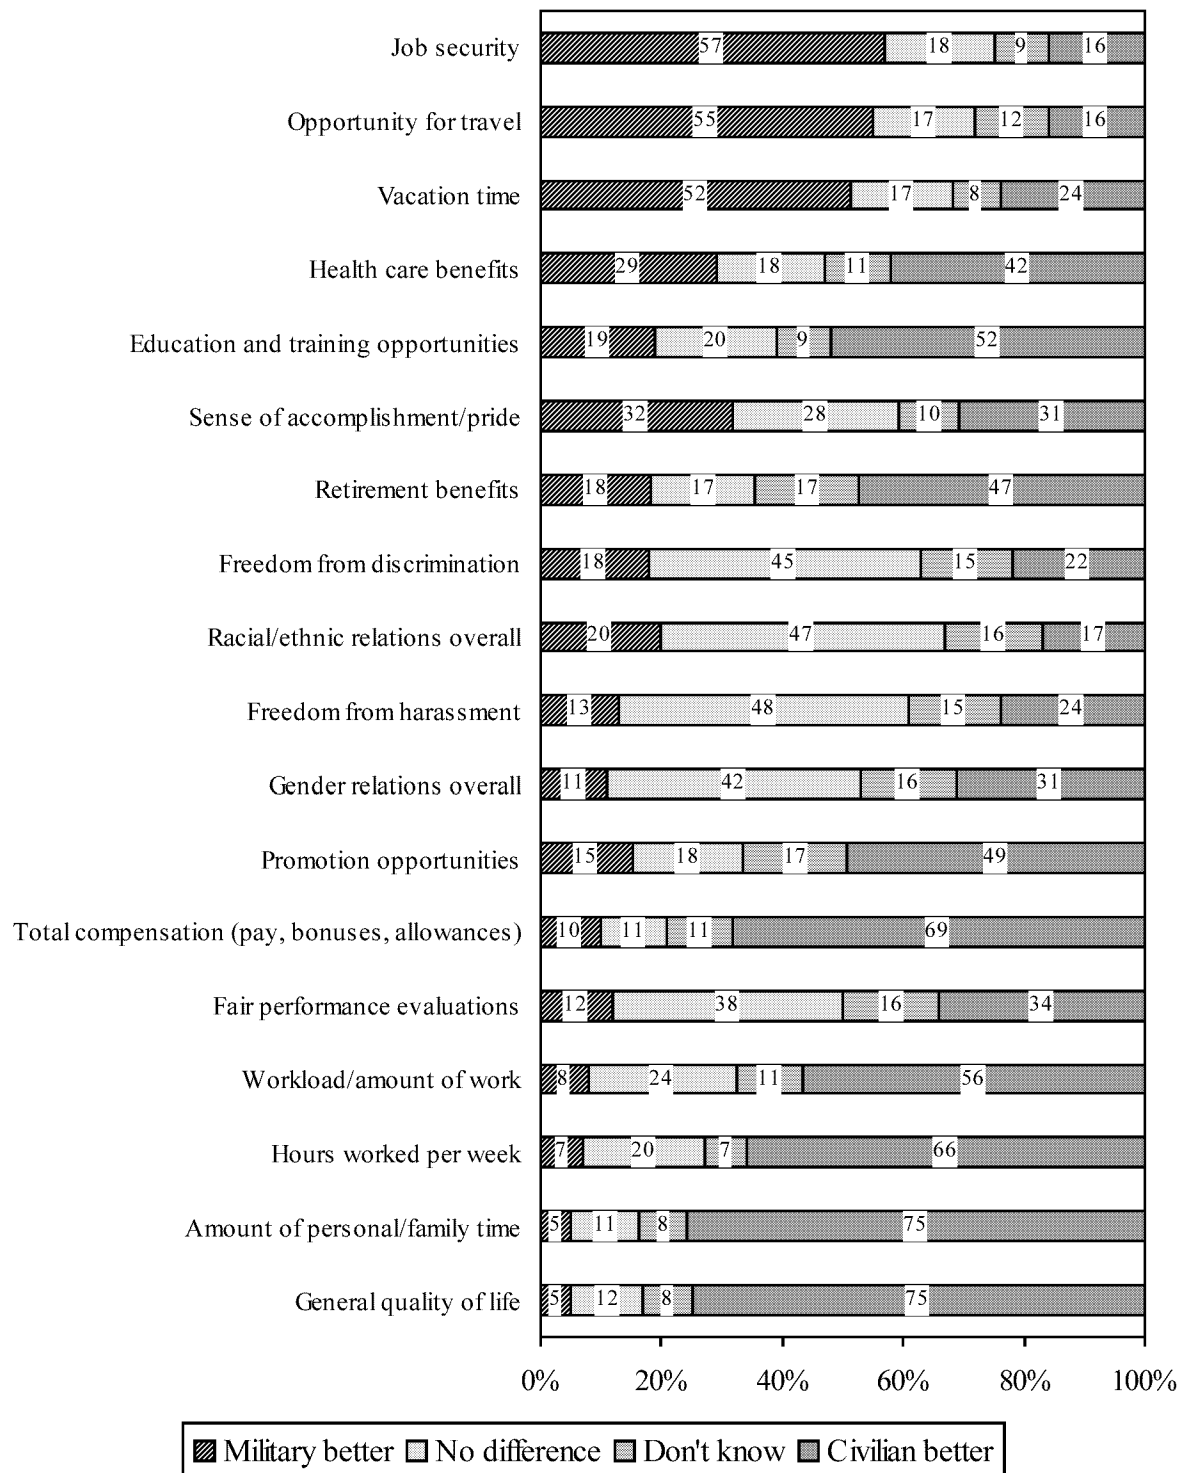 Job security 57 18 9 16
Opportunity for travel 55 17 12 16
Vacation time 52 17 8 24
Health care benefits 29 18 11 42
Education and training opportunities 19 20 9 52
Sense of accomplishment/pride 32 28 10 31
Retirement benefits 18 17 17 47
Freedom from discrimination 18 45 15 22
Racial/ethnic relations overall 20 47 16 17
Freedom from harassment 13 48 15 24
Gender relations overall 11 42 16 31
Promotion opportunities 15 18 17 49
Total compensation (pay, bonuses, allowances) 10 11 11 69
Fair performance evaluations 12 38 16 34
Workload/amount of work 8 24 11 56
Hours worked per week 7 20 7 66
Amount of personal/family time 5 11 8 75
General quality of life 5 12 8 75
0% 20% 40% 60% 80% 100%
Military better No difference Don't know Civilian better